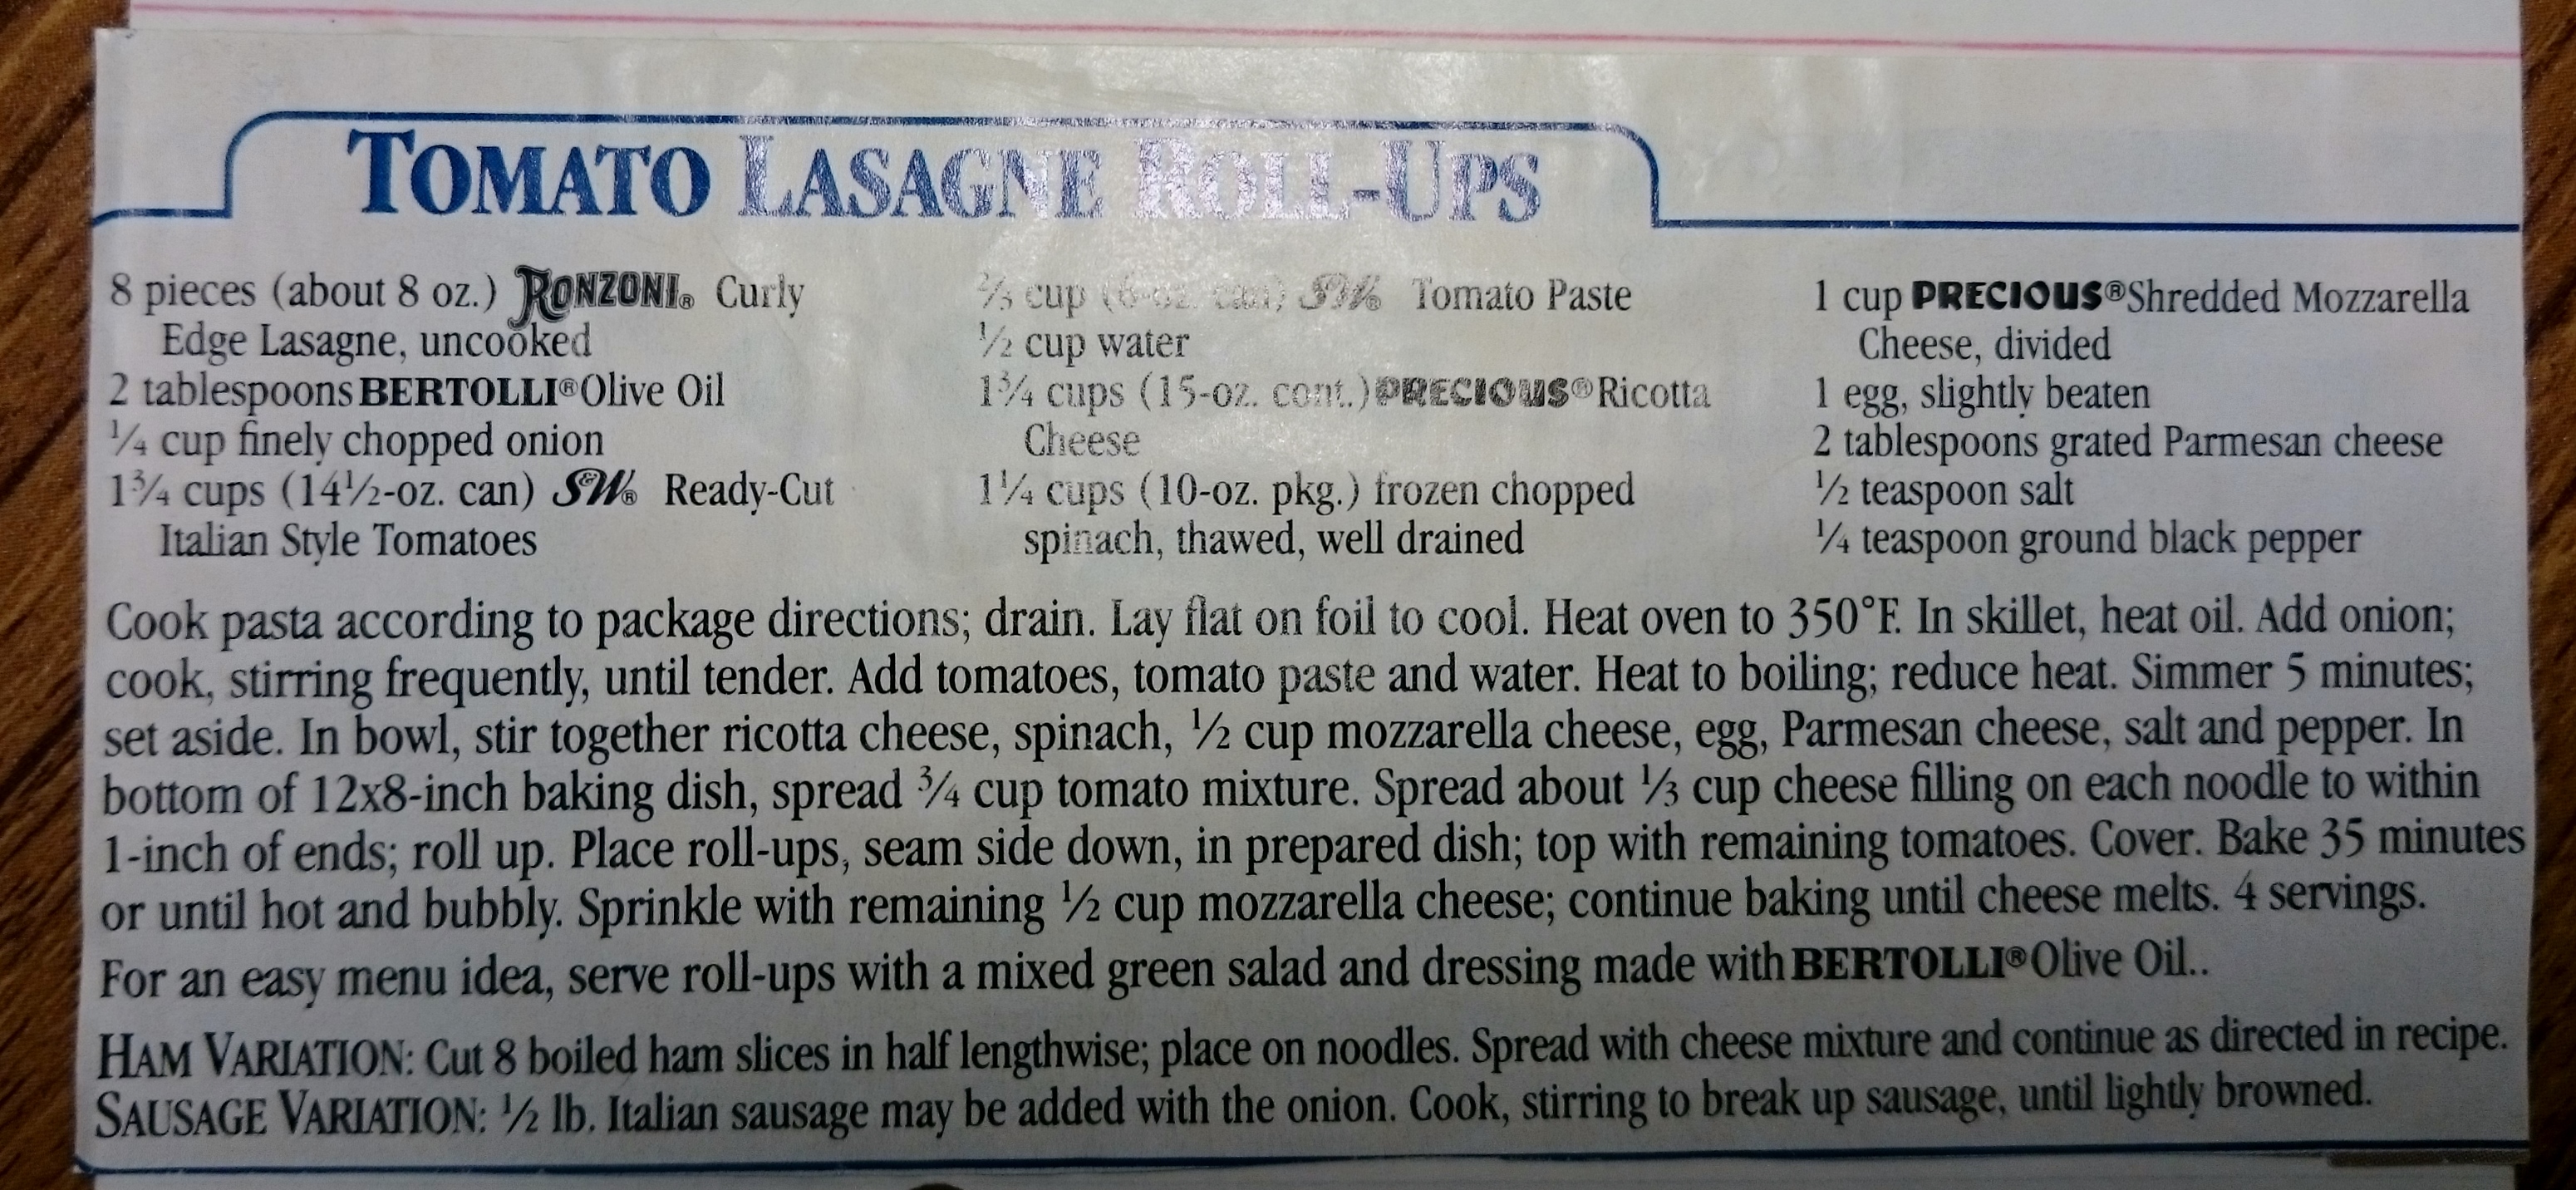 TOMATO LASAGNE ROLL-UPS
8 pieces (about 8 oz.) RONZONI® Curly
Edge Lasagne, uncooked
2 tablespoons BERTOLLI® Olive Oil
¼ cup finely chopped onion
1¾ cups (14½-oz. can) S&W® Ready-Cut
Italian Style Tomatoes
⅔ cup (6-oz. can) S&W® Tomato Paste
½ cup water
1¾ cups (15-oz. cont.) PRECIOUS® Ricotta
Cheese
1¼ cups (10-oz. pkg.) frozen chopped
spinach, thawed, well drained
1 cup PRECIOUS® Shredded Mozzarella
Cheese, divided
1 egg, slightly beaten
2 tablespoons grated Parmesan cheese
½ teaspoon salt
¼ teaspoon ground black pepper
Cook pasta according to package directions; drain. Lay flat on foil to cool. Heat oven to 350°F. In skillet, heat oil. Add onion;
cook, stirring frequently, until tender. Add tomatoes, tomato paste and water. Heat to boiling; reduce heat. Simmer 5 minutes;
set aside. In bowl, stir together ricotta cheese, spinach, ½ cup mozzarella cheese, egg, Parmesan cheese, salt and pepper. In
bottom of 12x8-inch baking dish, spread ¾ cup tomato mixture. Spread about ⅓ cup cheese filling on each noodle to within
1-inch of ends; roll up. Place roll-ups, seam side down, in prepared dish; top with remaining tomatoes. Cover. Bake 35 minutes
or until hot and bubbly. Sprinkle with remaining ½ cup mozzarella cheese; continue baking until cheese melts. 4 servings.
For an easy menu idea, serve roll-ups with a mixed green salad and dressing made with BERTOLLI® Olive Oil..
HAM VARIATION: Cut 8 boiled ham slices in half lengthwise; place on noodles. Spread with cheese mixture and continue as directed in recipe.
SAUSAGE VARIATION: ½ lb. Italian sausage may be added with the onion. Cook, stirring to break up sausage, until lightly browned.